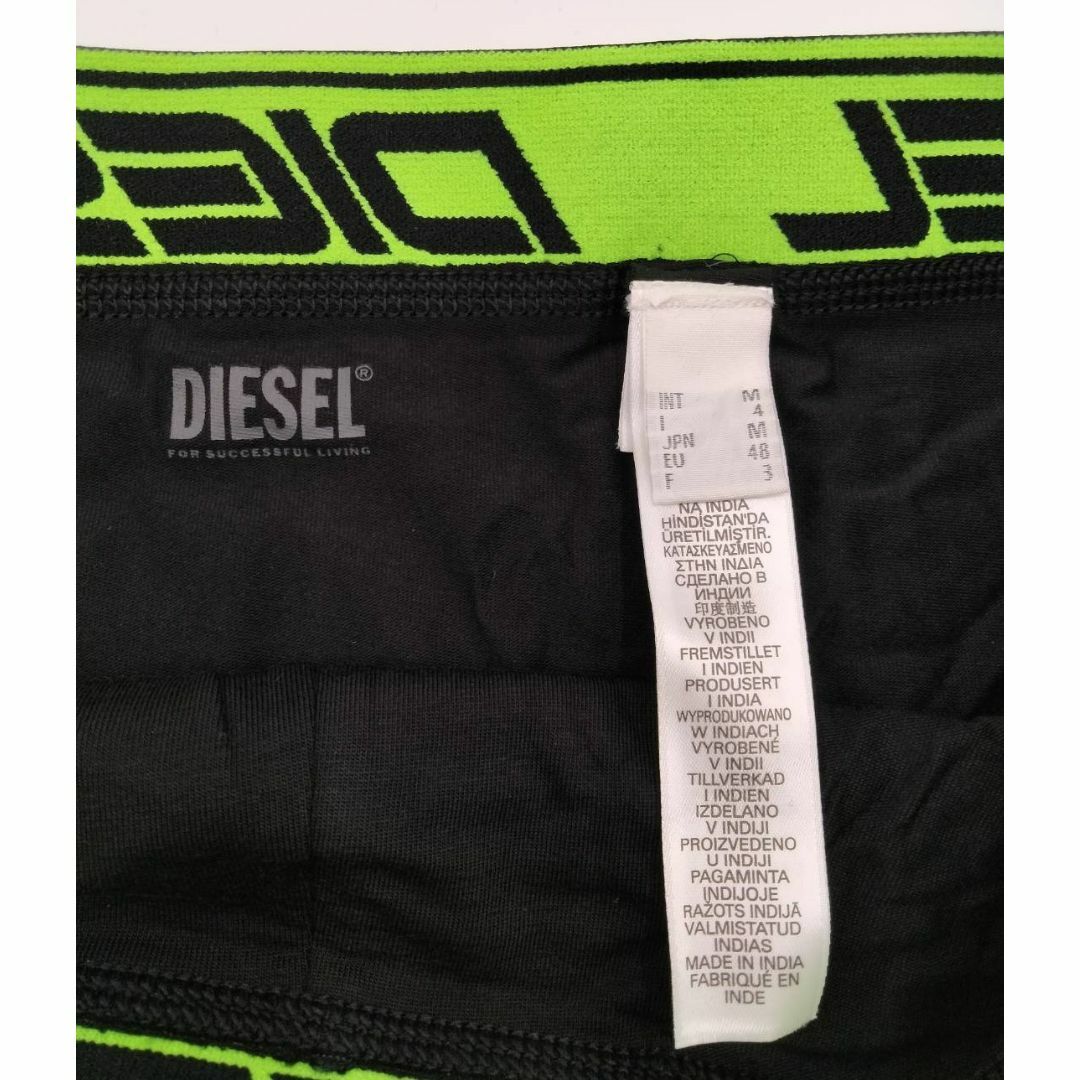 DIESEL®
FOR SUCCESSFUL LIVING
INT M
I 4
JPN M
EU 48
F 3
NA INDIA
HİNDİSTAN'DA
ÜRETİLMİŞTİR.
ΚΑΤΑΣΚΕΥΑΣΜΕΝΟ
ΣΤΗΝ ΙΝΔΙΑ
СДЕЛАНО В
ИНДИИ
印度制造
VYROBENO
V INDII
FREMSTILLET
I INDIEN
PRODUSERT
I INDIA
WYPRODUKOWANO
W INDIACH
VYROBENÉ
V INDII
TILLVERKAD
I INDIEN
IZDELANO
V INDIJI
PROIZVEDENO
U INDIJI
PAGAMINTA
INDIJOJE
RAŽOTS INDIJĀ
VALMISTATUD
INDIAS
MADE IN INDIA
FABRIQUÉ EN
INDE